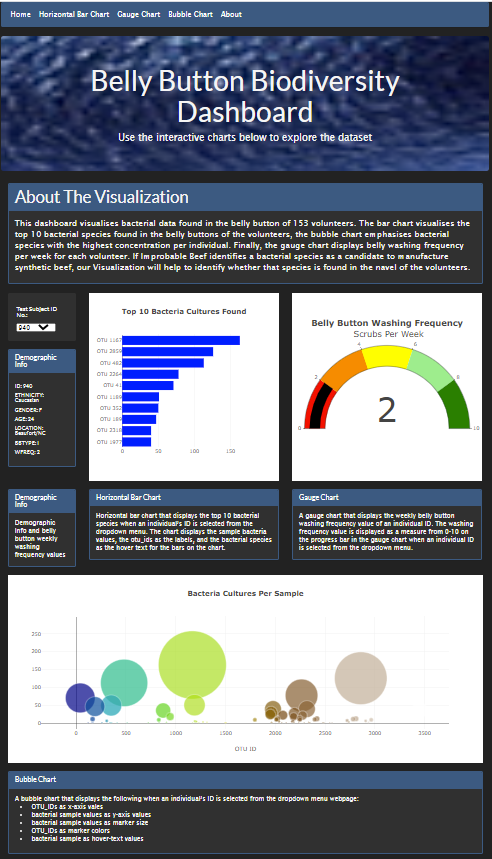 Home Horizontal Bar Chart Gauge Chart Bubble Chart About
Belly Button Biodiversity
Dashboard
Use the interactive charts below to explore the dataset
About The Visualization
This dashboard visualises bacterial data found in the belly button of 153 volunteers. The bar chart visualises the
top 10 bacterial species found in the belly buttons of the volunteers, the bubble chart emphasises bacterial
species with the highest concentration per individual. Finally, the gauge chart displays belly washing frequency
per week for each volunteer. If Improbable Beef identifies a bacterial species as a candidate to manufacture
synthetic beef, our Visualization will help to identify whether that species is found in the navel of the volunteers.
Test Subject ID
No.:
940
Demographic
Info
ID: 940
ETHNICITY:
Caucasian
GENDER: F
AGE: 24
LOCATION:
Beaufort/NC
BBTYPE: I
WFREQ: 2
Top 10 Bacteria Cultures Found
OTU 1167
OTU 2859
OTU 482
OTU 2264
OTU 41
OTU 1189
OTU 352
OTU 189
OTU 2318
OTU 1977
0 50 100 150
Belly Button Washing Frequency
Scrubs Per Week
0 2 4 6 8 10
2
Demographic
Info
Demographic
Info and belly
button weekly
washing
frequency values
Horizontal Bar Chart
Horizontal bar chart that displays the top 10 bacterial
species when an individual's ID is selected from the
dropdown menu. The chart displays the sample bacteria
values, the otu_ids as the labels, and the bacterial species
as the hover text for the bars on the chart.
Gauge Chart
A gauge chart that displays the weekly belly button
washing frequency value of an individual ID. The washing
frequency value is displayed as a measure from 0-10 on
the progress bar in the gauge chart when an individual ID
is selected from the dropdown menu.
Bacteria Cultures Per Sample
250
200
150
100
50
0
0 500 1000 1500 2000 2500 3000 3500
OTU ID
Bubble Chart
A bubble chart that displays the following when an individual's ID is selected from the dropdown menu webpage:
• OTU_IDs as x-axis vales
• bacterial sample values as y-axis values
• bacterial sample values as marker size
• OTU_IDs as marker colors
• bacterial sample as hover-text values